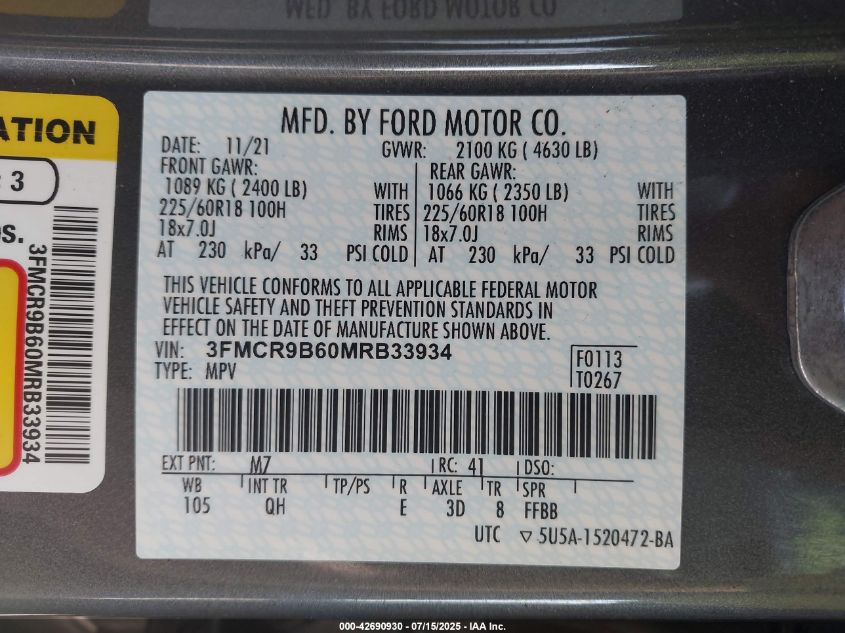 MFD. BY FORD MOTOR CO
ATION
: 3
os.
3FMCR9B60MRB33934
MFD. BY FORD MOTOR CO.
DATE: 11/21 GVWR: 2100 KG ( 4630 LB)
FRONT GAWR: REAR GAWR:
1089 KG ( 2400 LB) WITH 1066 KG ( 2350 LB) WITH
225/60R18 100H TIRES 225/60R18 100H TIRES
18x7.0J RIMS 18x7.0J RIMS
AT 230 kPa/ 33 PSI COLD AT 230 kPa/ 33 PSI COLD
THIS VEHICLE CONFORMS TO ALL APPLICABLE FEDERAL MOTOR
VEHICLE SAFETY AND THEFT PREVENTION STANDARDS IN
EFFECT ON THE DATE OF MANUFACTURE SHOWN ABOVE.
VIN: 3FMCR9B60MRB33934 F0113
TYPE: MPV T0267
EXT PNT: M7 RC: 41 DSO:
WB INT TR TP/PS R AXLE TR SPR
105 QH E 3D 8 FFBB
UTC ▽ 5U5A-1520472-BA
000-42690930 - 07/15/2025 - IAA Inc.